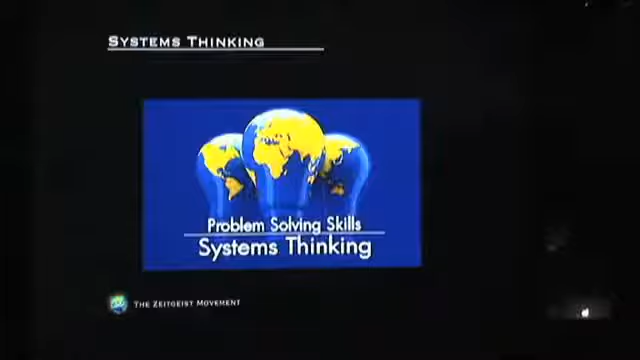 SYSTEMS THINKING
Problem Solving Skills
Systems Thinking
THE ZEITGEIST MOVEMENT